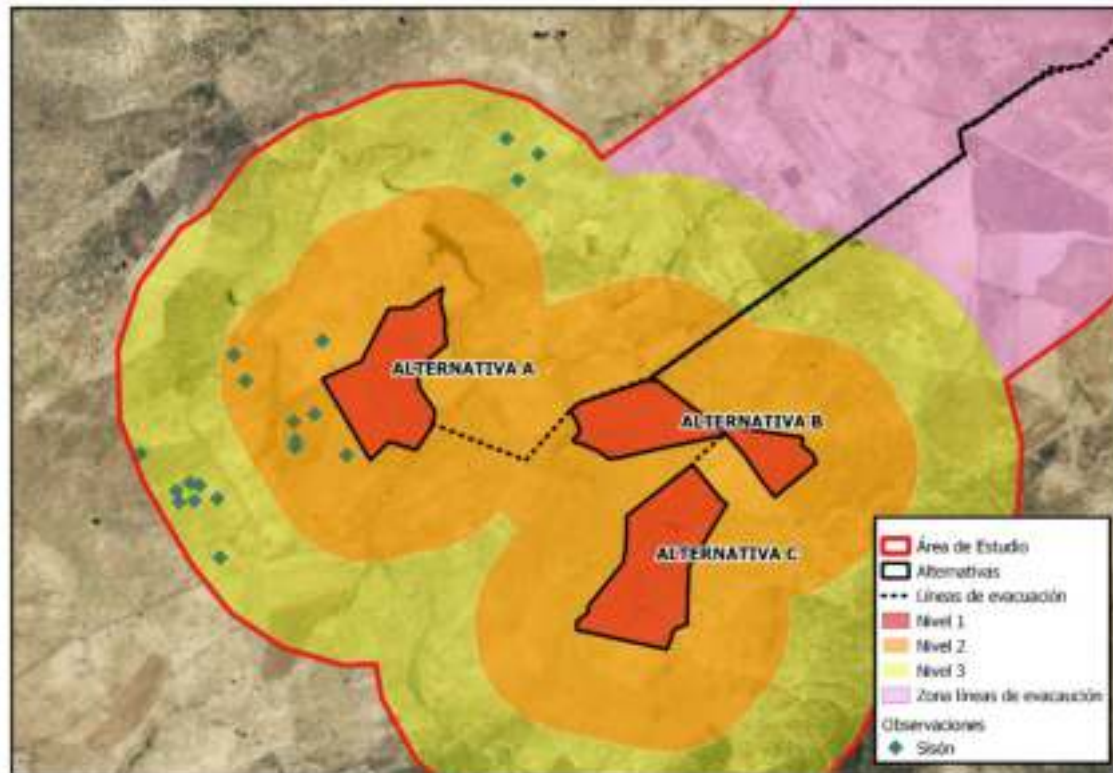 ALTERNATIVA A
ALTERNATIVA B
ALTERNATIVA C
Área de Estudio
Alternativas
Líneas de evacuación
Nivel 1
Nivel 2
Nivel 3
Zona líneas de evacaución
Observaciones
Sisón